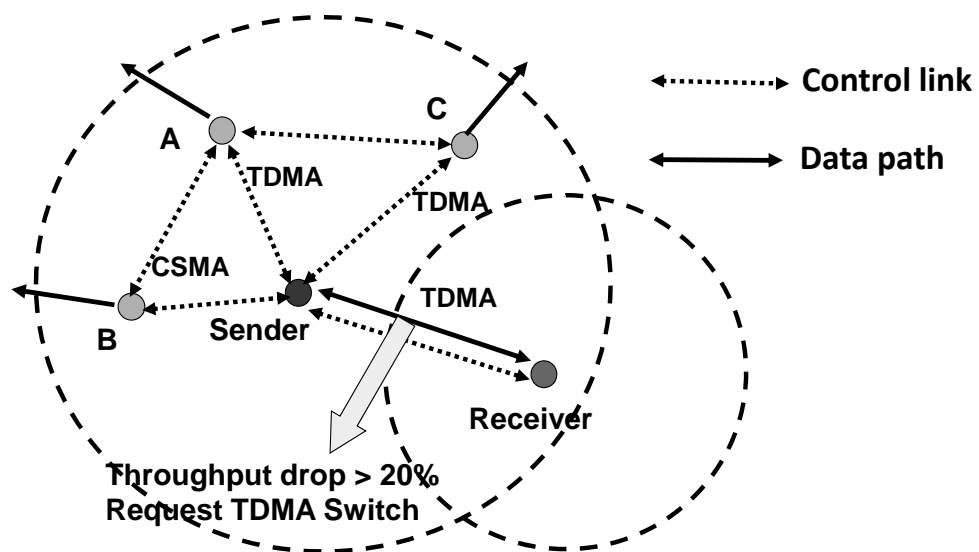 Control link
C
A
Data path
TDMA
TDMA
CSMA
TDMA
Sender
B
Receiver
Throughput drop > 20%
Request TDMA Switch